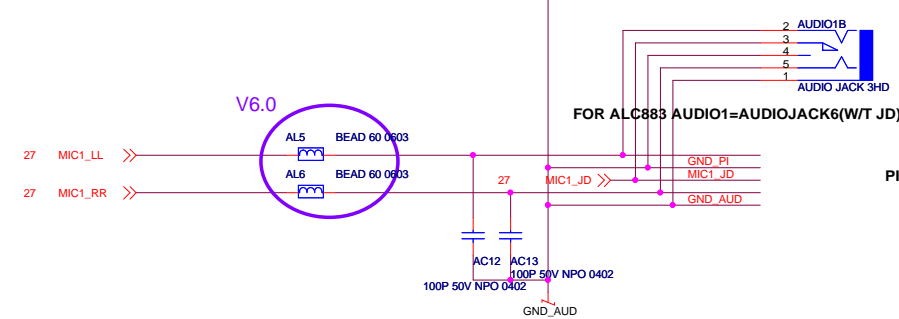 2 AUDIO1B
3
4
5
1
AUDIO JACK 3HD
V6.0
FOR ALC883 AUDIO1=AUDIOJACK6(W/T JD)
AL5 BEAD 60 0603
27 MIC1_LL
GND_PI
AL6 BEAD 60 0603
27 MIC1_JD
MIC1_JD
PI
27 MIC1_RR
GND_AUD
AC12 AC13
100P 50V NPO 0402
100P 50V NPO 0402
GND_AUD